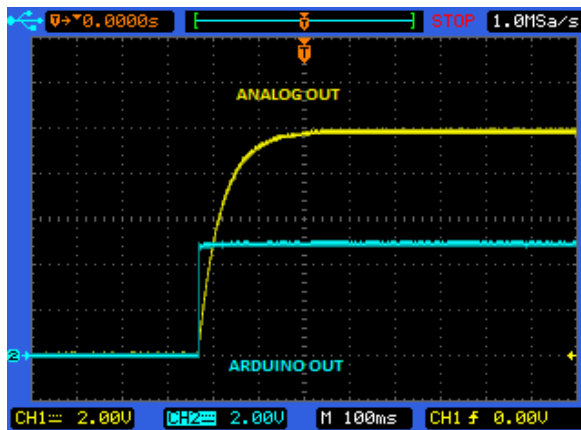 T→▼0.0000s [ T ] STOP 1.0MSa/s
T
ANALOG OUT
2
ARDUINO OUT
CH1 2.00V CH2 2.00V M 100ms CH1 0.00V